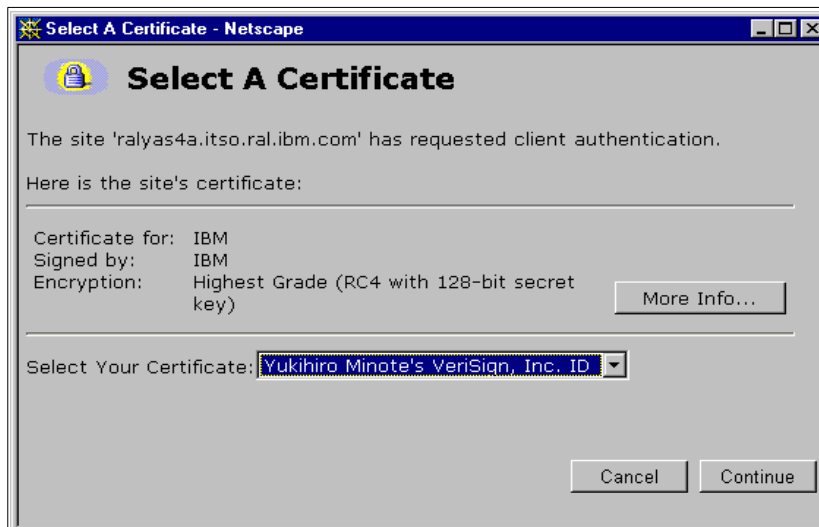 Select A Certificate - Netscape
Select A Certificate
The site 'ralyas4a.itso.ral.ibm.com' has requested client authentication.
Here is the site's certificate:
Certificate for: IBM
Signed by: IBM
Encryption: Highest Grade (RC4 with 128-bit secret
key)
More Info...
Select Your Certificate: Yukihiro Minote's VeriSign, Inc. ID
Cancel Continue